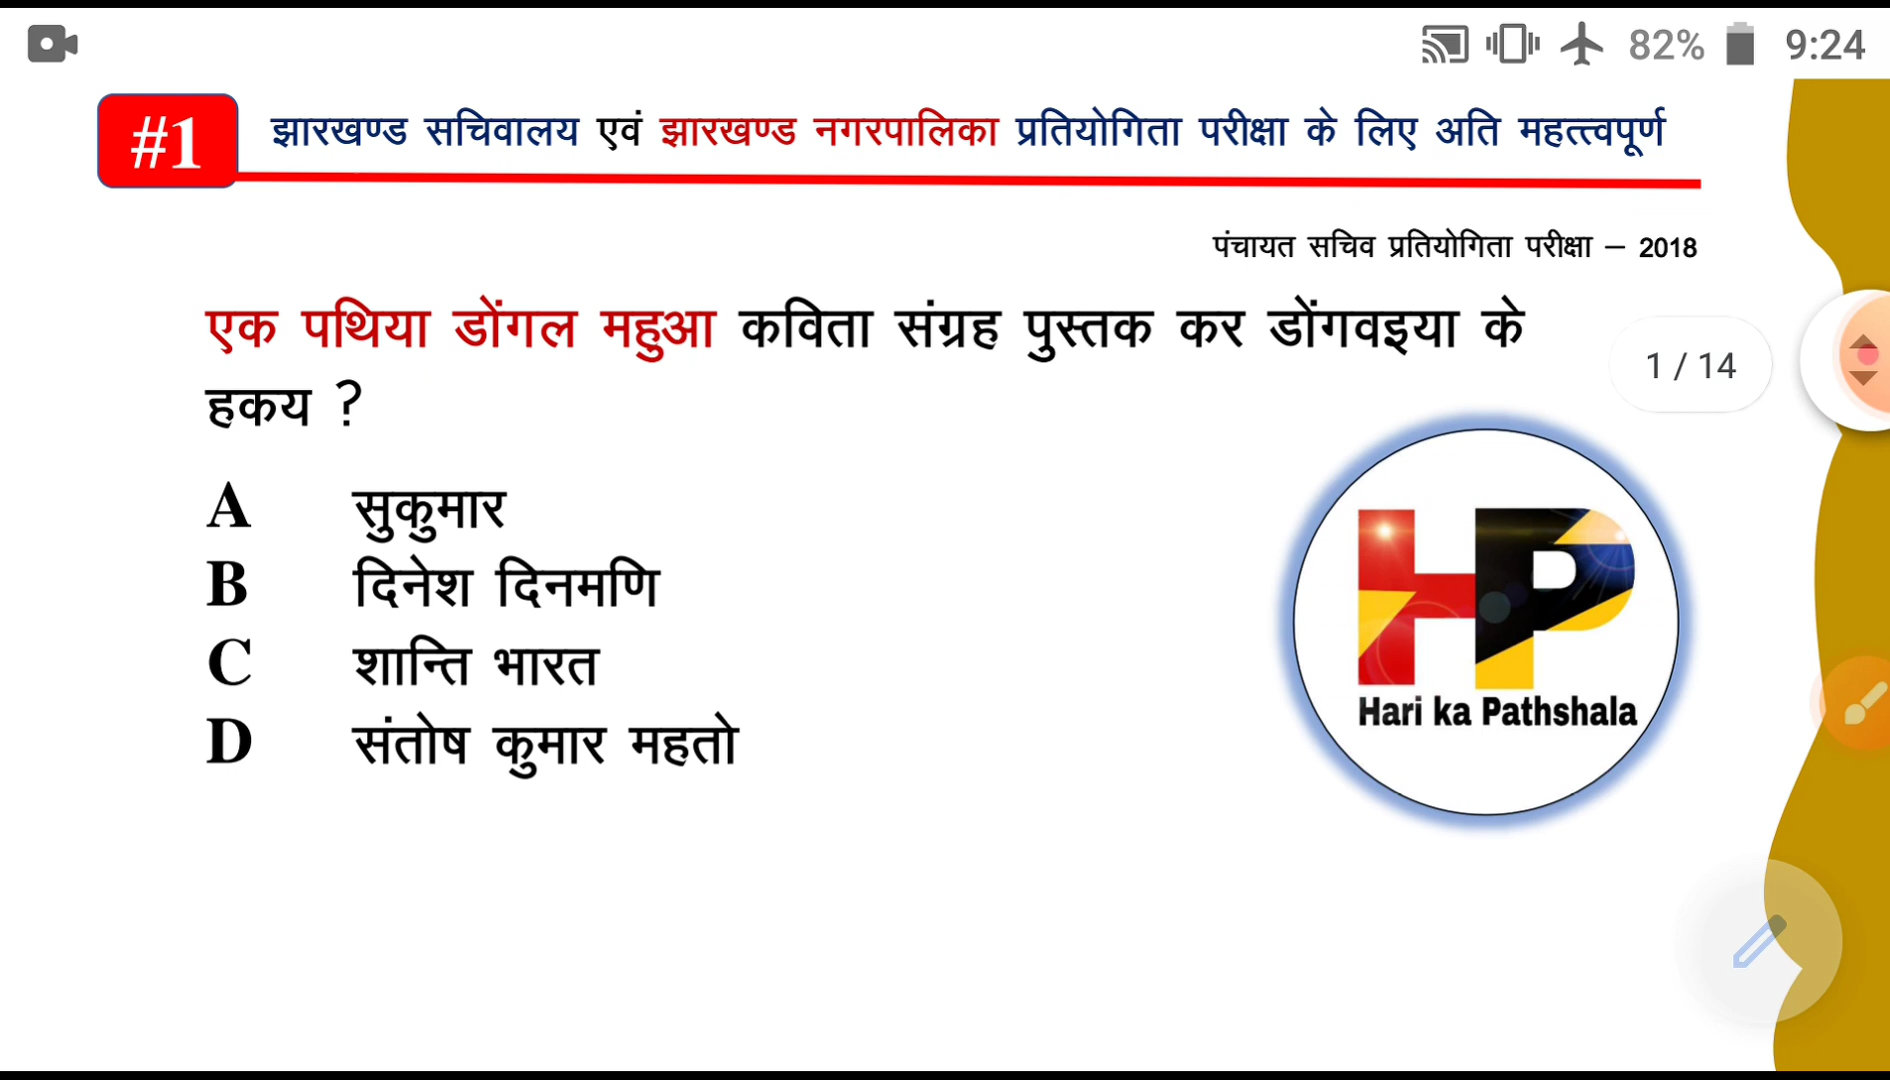 82% 9:24
#1 झारखण्ड सचिवालय एवं झारखण्ड नगरपालिका प्रतियोगिता परीक्षा के लिए अति महत्त्वपूर्ण
पंचायत सचिव प्रतियोगिता परीक्षा – 2018
एक पथिया डोंगल महुआ कविता संग्रह पुस्तक कर डोंगवइया के
हकय ?
1 / 14
A सुकुमार
B दिनेश दिनमणि
C शान्ति भारत
D संतोष कुमार महतो
HP
Hari ka Pathshala